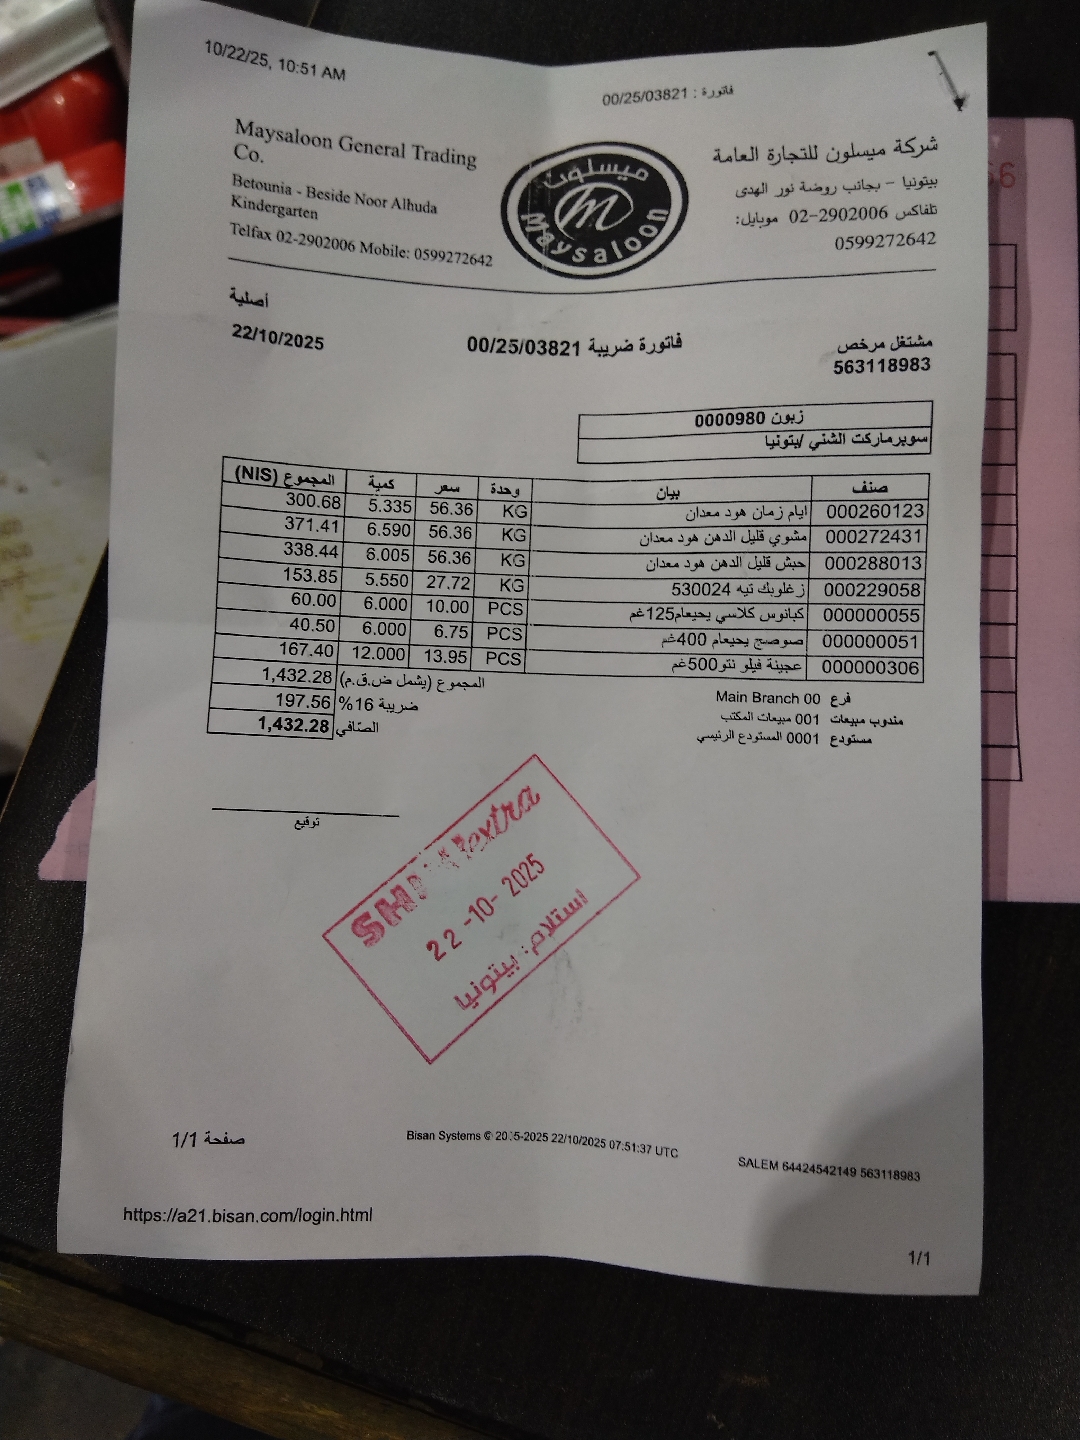 10/22/25, 10:51 AM
فاتورة : 00/25/03821
Maysaloon General Trading
Co.
Betounia - Beside Noor Alhuda
Kindergarten
Telfax 02-2902006 Mobile: 0599272642
ميسلون
Maysaloon
شركة ميسلون للتجارة العامة
بيتونيا – بجانب روضة نور الهدى
تلفاكس 2902006-02 موبايل:
0599272642
أصلية
22/10/2025
فاتورة ضريبة 00/25/03821
مشتغل مرخص
563118983
زبون 0000980
سوبرماركت الشني /بتونيا
صنف بيان وحدة سعر كمية المجموع (NIS)
000260123 ايام زمان هود معدان KG 56.36 5.335 300.68
000272431 مشوي قليل الدهن هود معدان KG 56.36 6.590 371.41
000288013 حبش قليل الدهن هود معدان KG 56.36 6.005 338.44
000229058 زغلوبك تيه 530024 KG 27.72 5.550 153.85
000000055 كبانوس كلاسي يحيعام125غم PCS 10.00 6.000 60.00
000000051 صوصج يحيعام 400غم PCS 6.75 6.000 40.50
000000306 عجينة فيلو نتو500غم PCS 13.95 12.000 167.40
المجموع (يشمل ض.ق.م) 1,432.28
ضريبة 16% 197.56
الصّافي 1,432.28
فرع 00 Main Branch
مندوب مبيعات 001 مبيعات المكتب
مستودع 0001 المستودع الرئيسي
توقيع
extra
22-10-2025
استلام: بيتونيا
صفحة 1/1
Bisan Systems © 2025 22/10/2025 07:51:37 UTC
SALEM 64424542149 563118983
https://a21.bisan.com/login.html
1/1